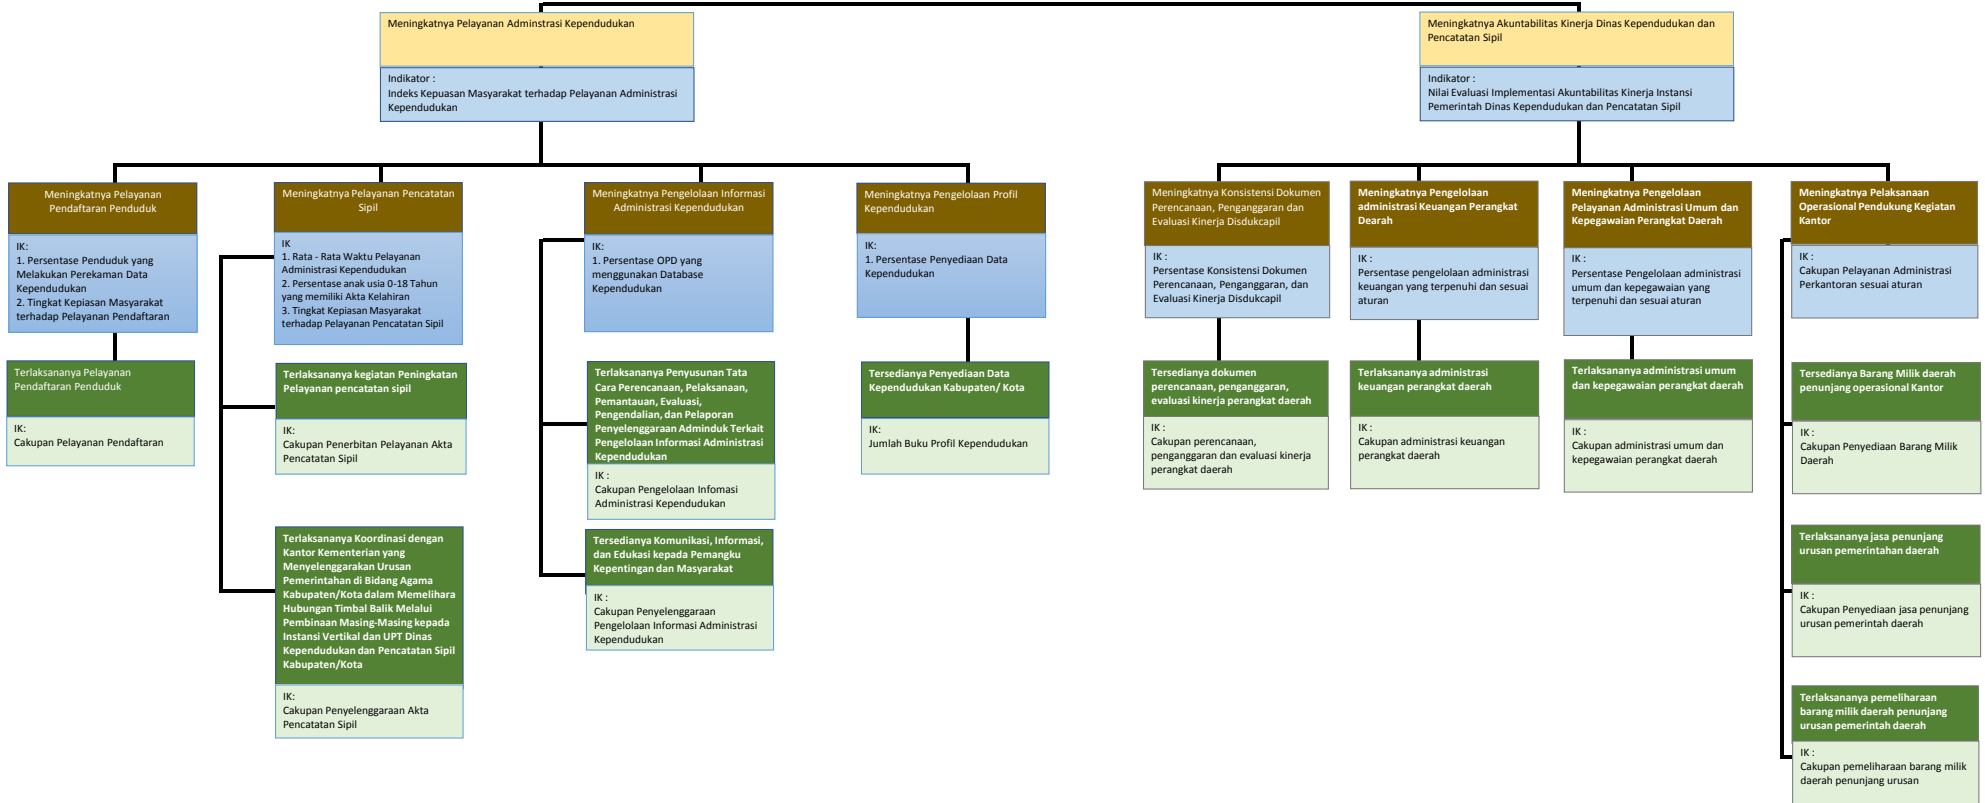 Meningkatnya Pelayanan Adminstrasi Kependudukan
Indikator :
Indeks Kepuasan Masyarakat terhadap Pelayanan Administrasi
Kependudukan
Meningkatnya Akuntabilitas Kinerja Dinas Kependudukan dan
Pencatatan Sipil
Indikator :
Nilai Evaluasi Implementasi Akuntabilitas Kinerja Instansi
Pemerintah Dinas Kependudukan dan Pencatatan Sipil
Meningkatnya Pelayanan
Pendaftaran Penduduk
IK:
1. Persentase Penduduk yang
Melakukan Perekaman Data
Kependudukan
2. Tingkat Kepiasan Masyarakat
terhadap Pelayanan Pendaftaran
Terlaksananya Pelayanan
Pendaftaran Penduduk
IK:
Cakupan Pelayanan Pendaftaran
Meningkatnya Pelayanan Pencatatan
Sipil
IK
1. Rata - Rata Waktu Pelayanan
Administrasi Kependudukan
2. Persentase anak usia 0-18 Tahun
yang memiliki Akta Kelahiran
3. Tingkat Kepiasan Masyarakat
terhadap Pelayanan Pencatatan Sipil
Terlaksananya kegiatan Peningkatan
Pelayanan pencatatan sipil
IK:
Cakupan Penerbitan Pelayanan Akta
Pencatatan Sipil
Terlaksananya Koordinasi dengan
Kantor Kementerian yang
Menyelenggarakan Urusan
Pemerintahan di Bidang Agama
Kabupaten/Kota dalam Memelihara
Hubungan Timbal Balik Melalui
Pembinaan Masing-Masing kepada
Instansi Vertikal dan UPT Dinas
Kependudukan dan Pencatatan Sipil
Kabupaten/Kota
IK:
Cakupan Penyelenggaraan Akta
Pencatatan Sipil
Meningkatnya Pengelolaan Informasi
Administrasi Kependudukan
IK:
1. Persentase OPD yang
menggunakan Database
Kependudukan
Terlaksananya Penyusunan Tata
Cara Perencanaan, Pelaksanaan,
Pemantauan, Evaluasi,
Pengendalian, dan Pelaporan
Penyelenggaraan Adminduk Terkait
Pengelolaan Informasi Administrasi
Kependudukan
IK :
Cakupan Pengelolaan Infomasi
Administrasi Kependudukan
Tersedianya Komunikasi, Informasi,
dan Edukasi kepada Pemangku
Kepentingan dan Masyarakat
IK :
Cakupan Penyelenggaraan
Pengelolaan Informasi Administrasi
Kependudukan
Meningkatnya Pengelolaan Profil
Kependudukan
IK:
1. Persentase Penyediaan Data
Kependudukan
Tersedianya Penyediaan Data
Kependudukan Kabupaten/ Kota
IK:
Jumlah Buku Profil Kependudukan
Meningkatnya Konsistensi Dokumen
Perencanaan, Penganggaran dan
Evaluasi Kinerja Disdukcapil
IK :
Persentase Konsistensi Dokumen
Perencanaan, Penganggaran, dan
Evaluasi Kinerja Disdukcapil
Tersedianya dokumen
perencanaan, penganggaran,
evaluasi kinerja perangkat daerah
IK :
Cakupan perencanaan,
penganggaran dan evaluasi kinerja
perangkat daerah
Meningkatnya Pengelolaan
administrasi Keuangan Perangkat
Dearah
IK :
Persentase pengelolaan administrasi
keuangan yang terpenuhi dan sesuai
aturan
Terlaksananya administrasi
keuangan perangkat daerah
IK :
Cakupan administrasi keuangan
perangkat daerah
Meningkatnya Pengelolaan
Pelayanan Administrasi Umum dan
Kepegawaian Perangkat Daerah
IK :
Persentase Pengelolaan administrasi
umum dan kepegawaian yang
terpenuhi dan sesuai aturan
Terlaksananya administrasi umum
dan kepegawaian perangkat daerah
IK :
Cakupan administrasi umum dan
kepegawaian perangkat daerah
Meningkatnya Pelaksanaan
Operasional Pendukung Kegiatan
Kantor
IK :
Cakupan Pelayanan Administrasi
Perkantoran sesuai aturan
Tersedianya Barang Milik daerah
penunjang operasional Kantor
IK :
Cakupan Penyediaan Barang Milik
Daerah
Terlaksananya jasa penunjang
urusan pemerintahan daerah
IK :
Cakupan Penyediaan jasa penunjang
urusan pemerintah daerah
Terlaksananya pemeliharaan
barang milik daerah penunjang
urusan pemerintah daerah
IK :
Cakupan pemeliharaan barang milik
daerah penunjang urusan